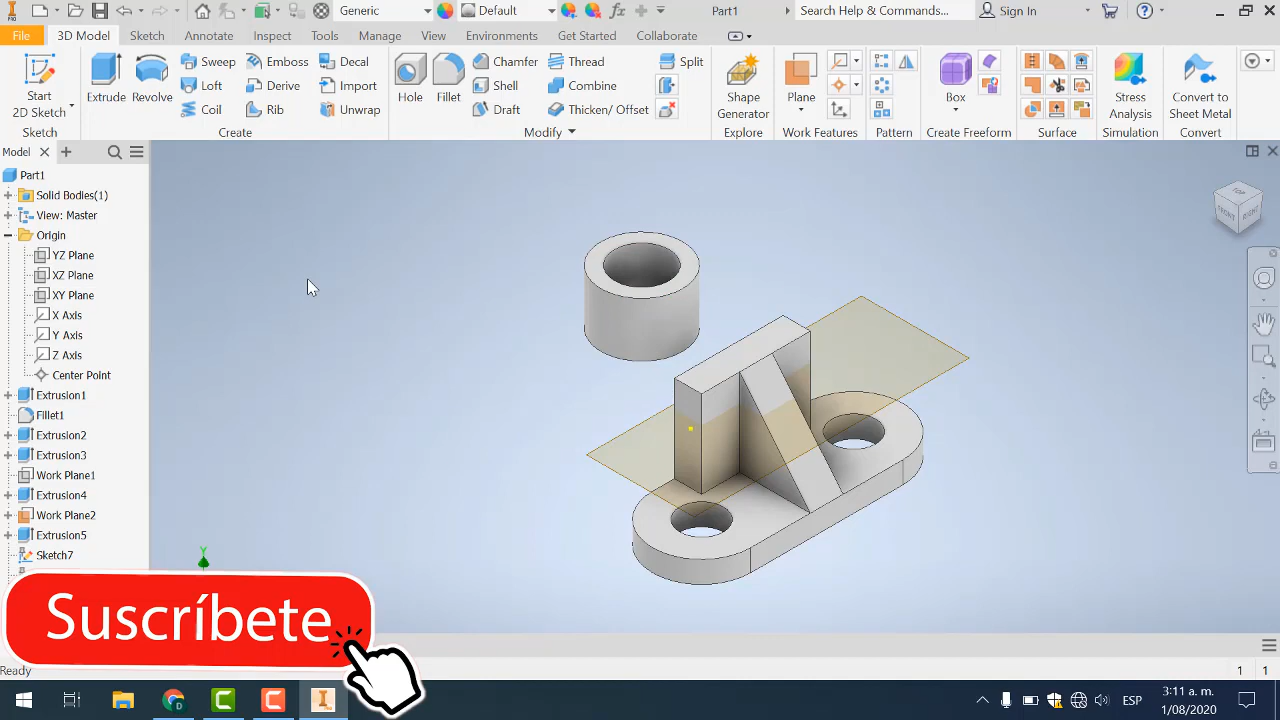 PRO
Generic
Default
Part1
Search Help & Commands...
Sign In
File
3D Model
Sketch
Annotate
Inspect
Tools
Manage
View
Environments
Get Started
Collaborate
Start
2D Sketch
Sketch
Extrude
Revolve
Sweep
Loft
Coil
Emboss
Derive
Rib
Decal
Import
Unwrap
Create
Hole
Fillet
Chamfer
Shell
Draft
Thread
Combine
Thicken/ Offset
Split
Modify
Shape
Generator
Explore
Plane
Work Features
Pattern
Box
Create Freeform
Surface
Stress
Analysis
Simulation
Convert to
Sheet Metal
Convert
Model
Part1
Solid Bodies(1)
View: Master
Origin
YZ Plane
XZ Plane
XY Plane
X Axis
Y Axis
Z Axis
Center Point
Extrusion1
Fillet1
Extrusion2
Extrusion3
Work Plane1
Extrusion4
Work Plane2
Extrusion5
Sketch7
TOP
FRONT
RIGHT
Y
Suscríbete
Ready
1 1
ESP
3:11 a. m.
1/08/2020